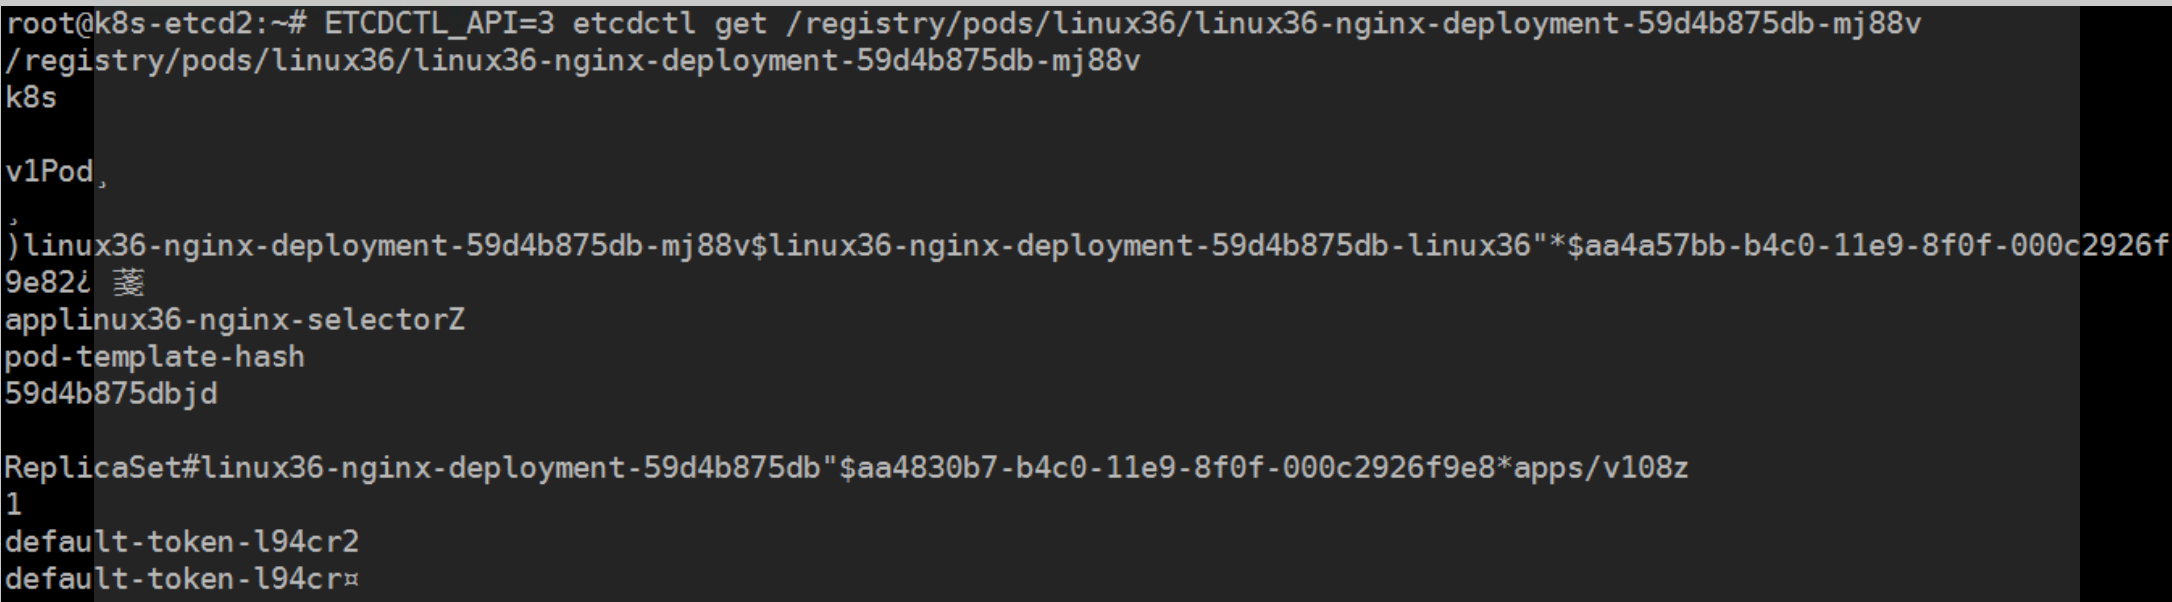 root@k8s-etcd2:~# ETCDCTL_API=3 etcdctl get /registry/pods/linux36/linux36-nginx-deployment-59d4b875db-mj88v
/registry/pods/linux36/linux36-nginx-deployment-59d4b875db-mj88v
k8s
v1Pod¸
¸
)linux36-nginx-deployment-59d4b875db-mj88v$linux36-nginx-deployment-59d4b875db-linux36"*$aa4a57bb-b4c0-11e9-8f0f-000c2926f
9e82¿
applinux36-nginx-selectorZ
pod-template-hash
59d4b875dbjd
ReplicaSet#linux36-nginx-deployment-59d4b875db"$aa4830b7-b4c0-11e9-8f0f-000c2926f9e8*apps/v108z
1
default-token-l94cr2
default-token-l94cr¤